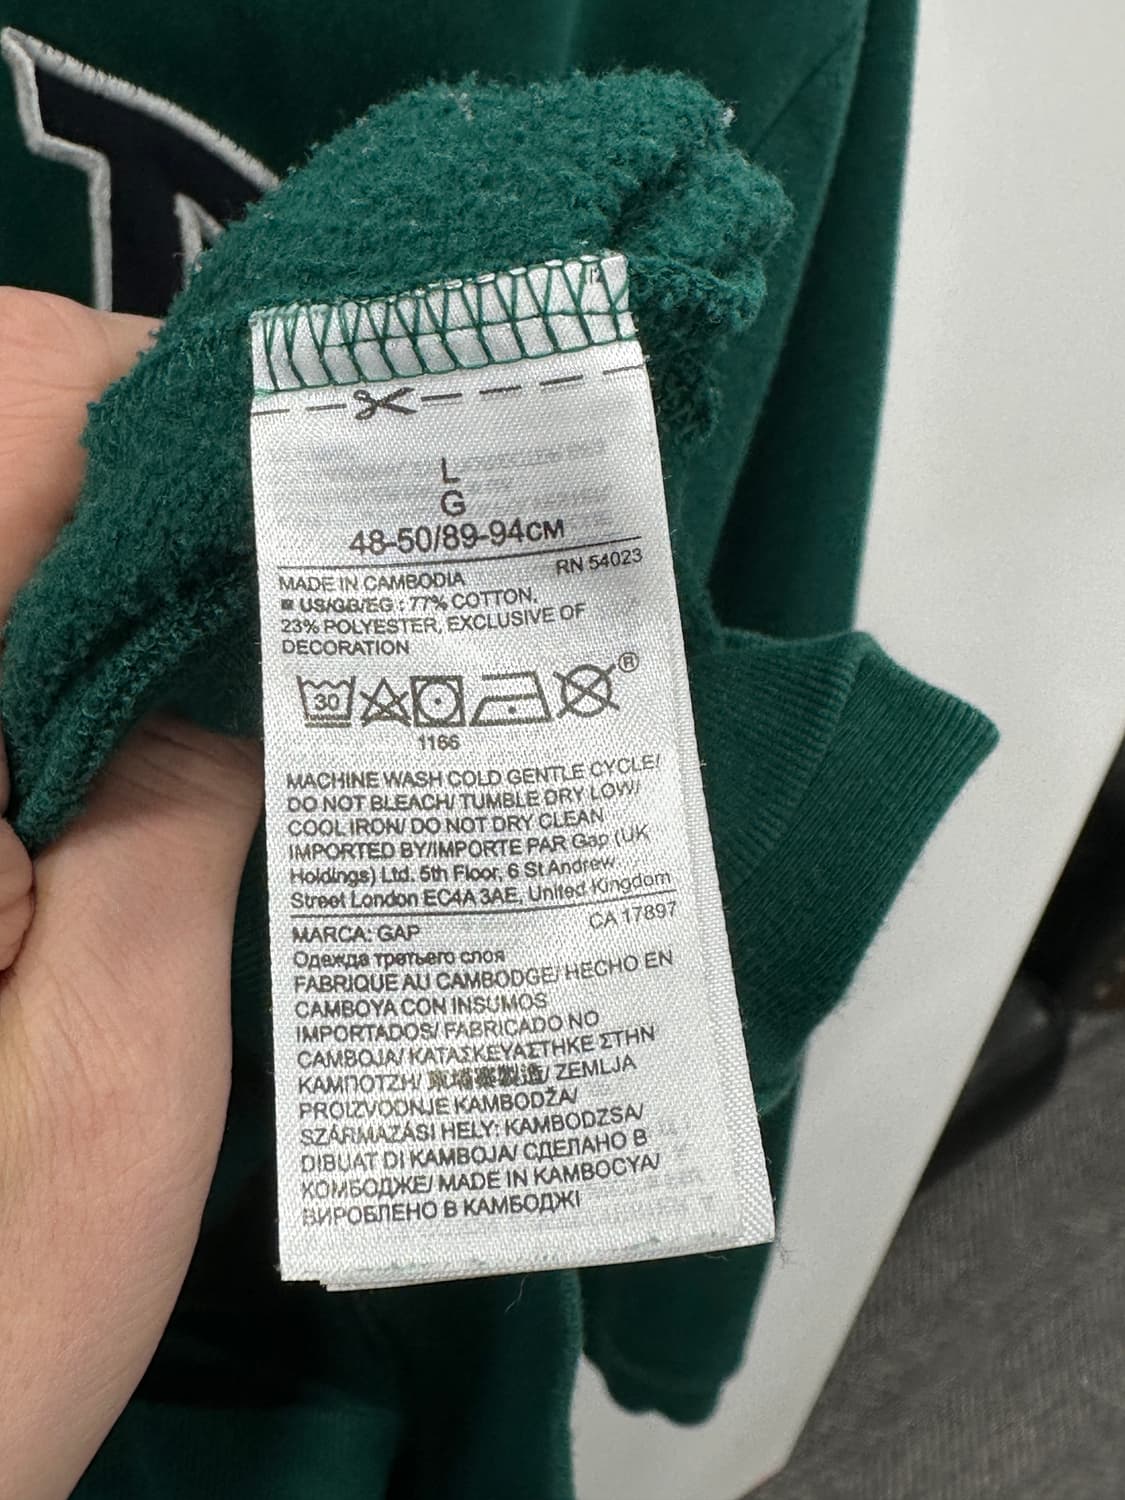 L
G
48-50/89-94CM
RN 54023
MADE IN CAMBODIA
US/GB/EG : 77% COTTON,
23% POLYESTER, EXCLUSIVE OF
DECORATION
30
®
1166
MACHINE WASH COLD GENTLE CYCLE/
DO NOT BLEACH/ TUMBLE DRY LOW/
COOL IRON/ DO NOT DRY CLEAN
IMPORTED BY/IMPORTE PAR Gap (UK
Holdings) Ltd. 5th Floor, 6 St Andrew
Street London EC4A 3AE, United Kingdom
CA 17897
MARCA: GAP
Одежда третьего слоя
FABRIQUE AU CAMBODGE/ HECHO EN
CAMBOYA CON INSUMOS
IMPORTADOS/ FABRICADO NO
CAMBOJA/ ΚΑΤΑΣΚΕΥΑΣΤΗΚΕ ΣΤΗΝ
ΚΑΜΠΟΤΖΗ/ 柬埔寨製造/ ZEMLJA
PROIZVODNJE KAMBODŽA/
SZÁRMAZÁSI HELY: KAMBODZSA/
DIBUAT DI KAMBOJA/ СДЕЛАНО В
КОМБОДЖЕ/ MADE IN KAMBOCYA/
ВИРОБЛЕНО В КАМБОДЖІ